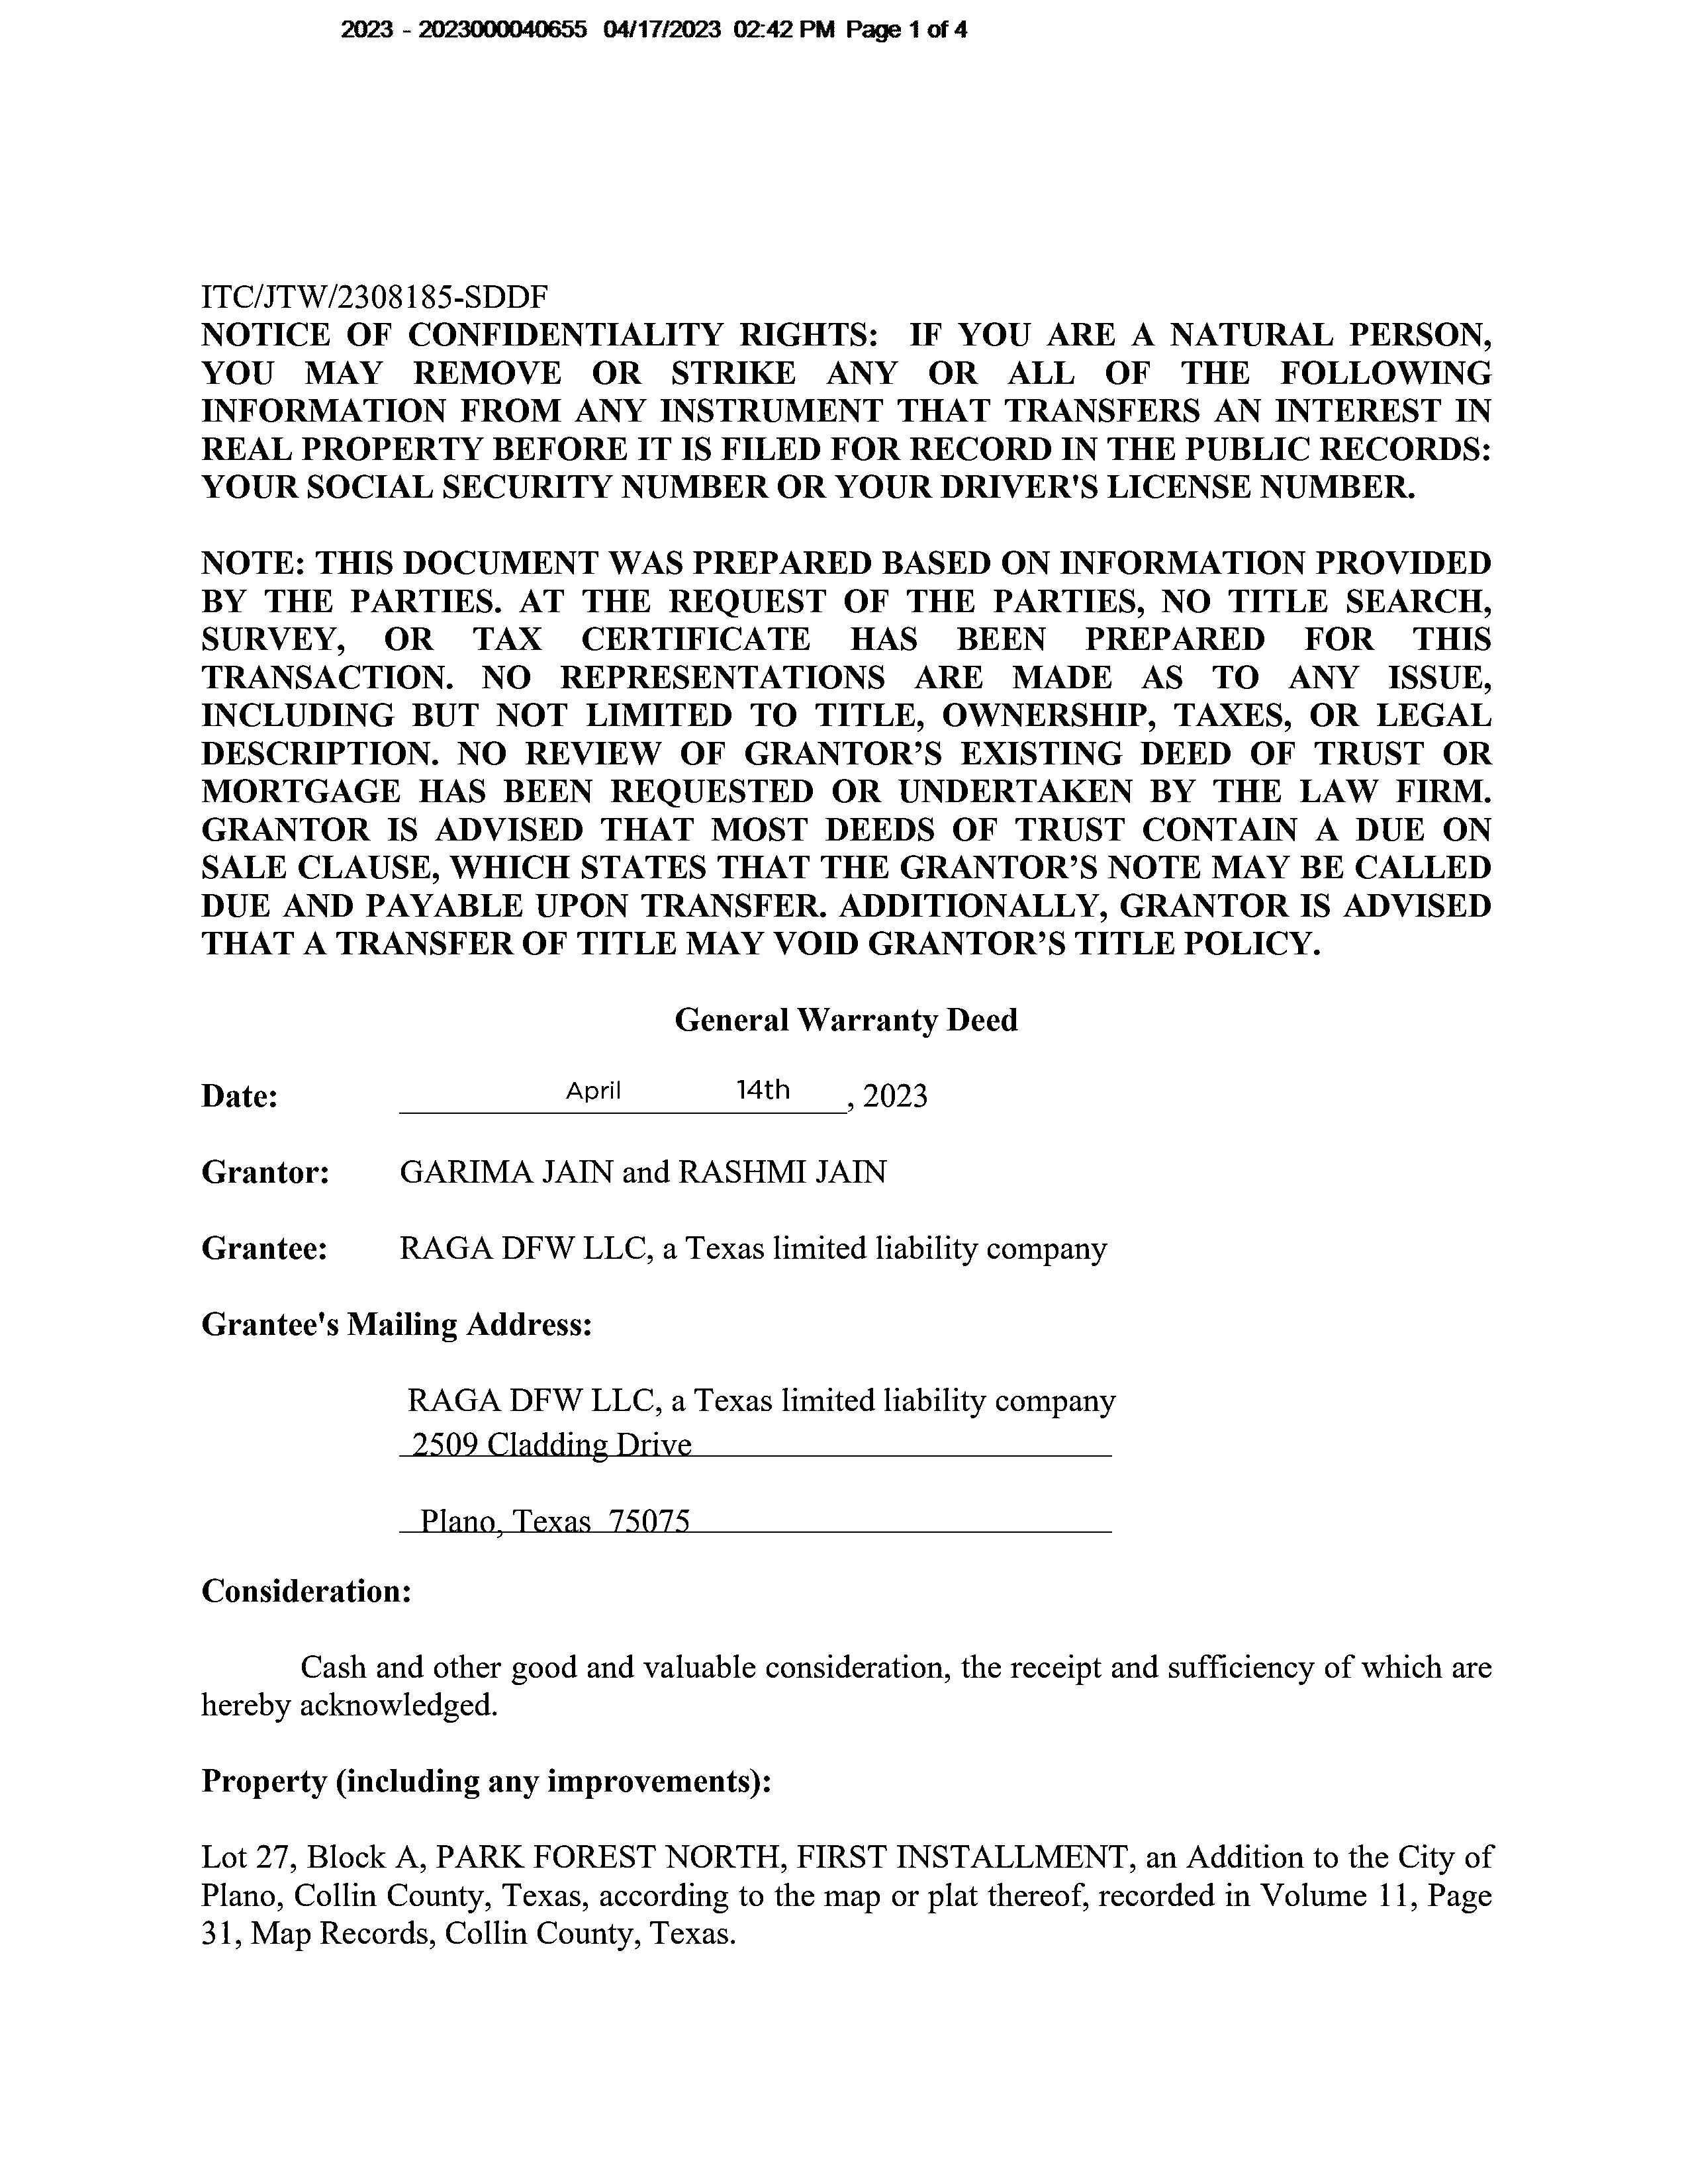 2023 - 2023000040655 04/17/2023 02:42 PM Page 1 of 4
ITC/JTW/2308185-SDDF
NOTICE OF CONFIDENTIALITY RIGHTS: IF YOU ARE A NATURAL PERSON,
YOU MAY REMOVE OR STRIKE ANY OR ALL OF THE FOLLOWING
INFORMATION FROM ANY INSTRUMENT THAT TRANSFERS AN INTEREST IN
REAL PROPERTY BEFORE IT IS FILED FOR RECORD IN THE PUBLIC RECORDS:
YOUR SOCIAL SECURITY NUMBER OR YOUR DRIVER'S LICENSE NUMBER.
NOTE: THIS DOCUMENT WAS PREPARED BASED ON INFORMATION PROVIDED
BY THE PARTIES. AT THE REQUEST OF THE PARTIES, NO TITLE SEARCH,
SURVEY, OR TAX CERTIFICATE HAS BEEN PREPARED FOR THIS
TRANSACTION. NO REPRESENTATIONS ARE MADE AS TO ANY ISSUE,
INCLUDING BUT NOT LIMITED TO TITLE, OWNERSHIP, TAXES, OR LEGAL
DESCRIPTION. NO REVIEW OF GRANTOR’S EXISTING DEED OF TRUST OR
MORTGAGE HAS BEEN REQUESTED OR UNDERTAKEN BY THE LAW FIRM.
GRANTOR IS ADVISED THAT MOST DEEDS OF TRUST CONTAIN A DUE ON
SALE CLAUSE, WHICH STATES THAT THE GRANTOR’S NOTE MAY BE CALLED
DUE AND PAYABLE UPON TRANSFER. ADDITIONALLY, GRANTOR IS ADVISED
THAT A TRANSFER OF TITLE MAY VOID GRANTOR’S TITLE POLICY.
General Warranty Deed
Date: April 14th, 2023
Grantor: GARIMA JAIN and RASHMI JAIN
Grantee: RAGA DFW LLC, a Texas limited liability company
Grantee's Mailing Address:
RAGA DFW LLC, a Texas limited liability company
2509 Cladding Drive
Plano, Texas 75075
Consideration:
Cash and other good and valuable consideration, the receipt and sufficiency of which are
hereby acknowledged.
Property (including any improvements):
Lot 27, Block A, PARK FOREST NORTH, FIRST INSTALLMENT, an Addition to the City of
Plano, Collin County, Texas, according to the map or plat thereof, recorded in Volume 11, Page
31, Map Records, Collin County, Texas.